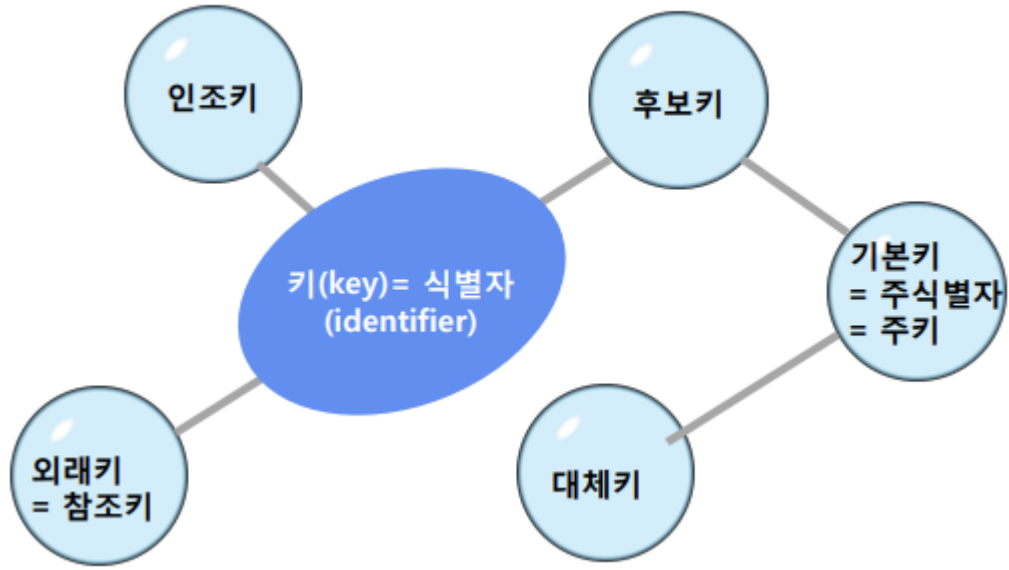 인조키
후보키
키(key)= 식별자
(identifier)
기본키
= 주식별자
= 주키
외래키
= 참조키
대체키